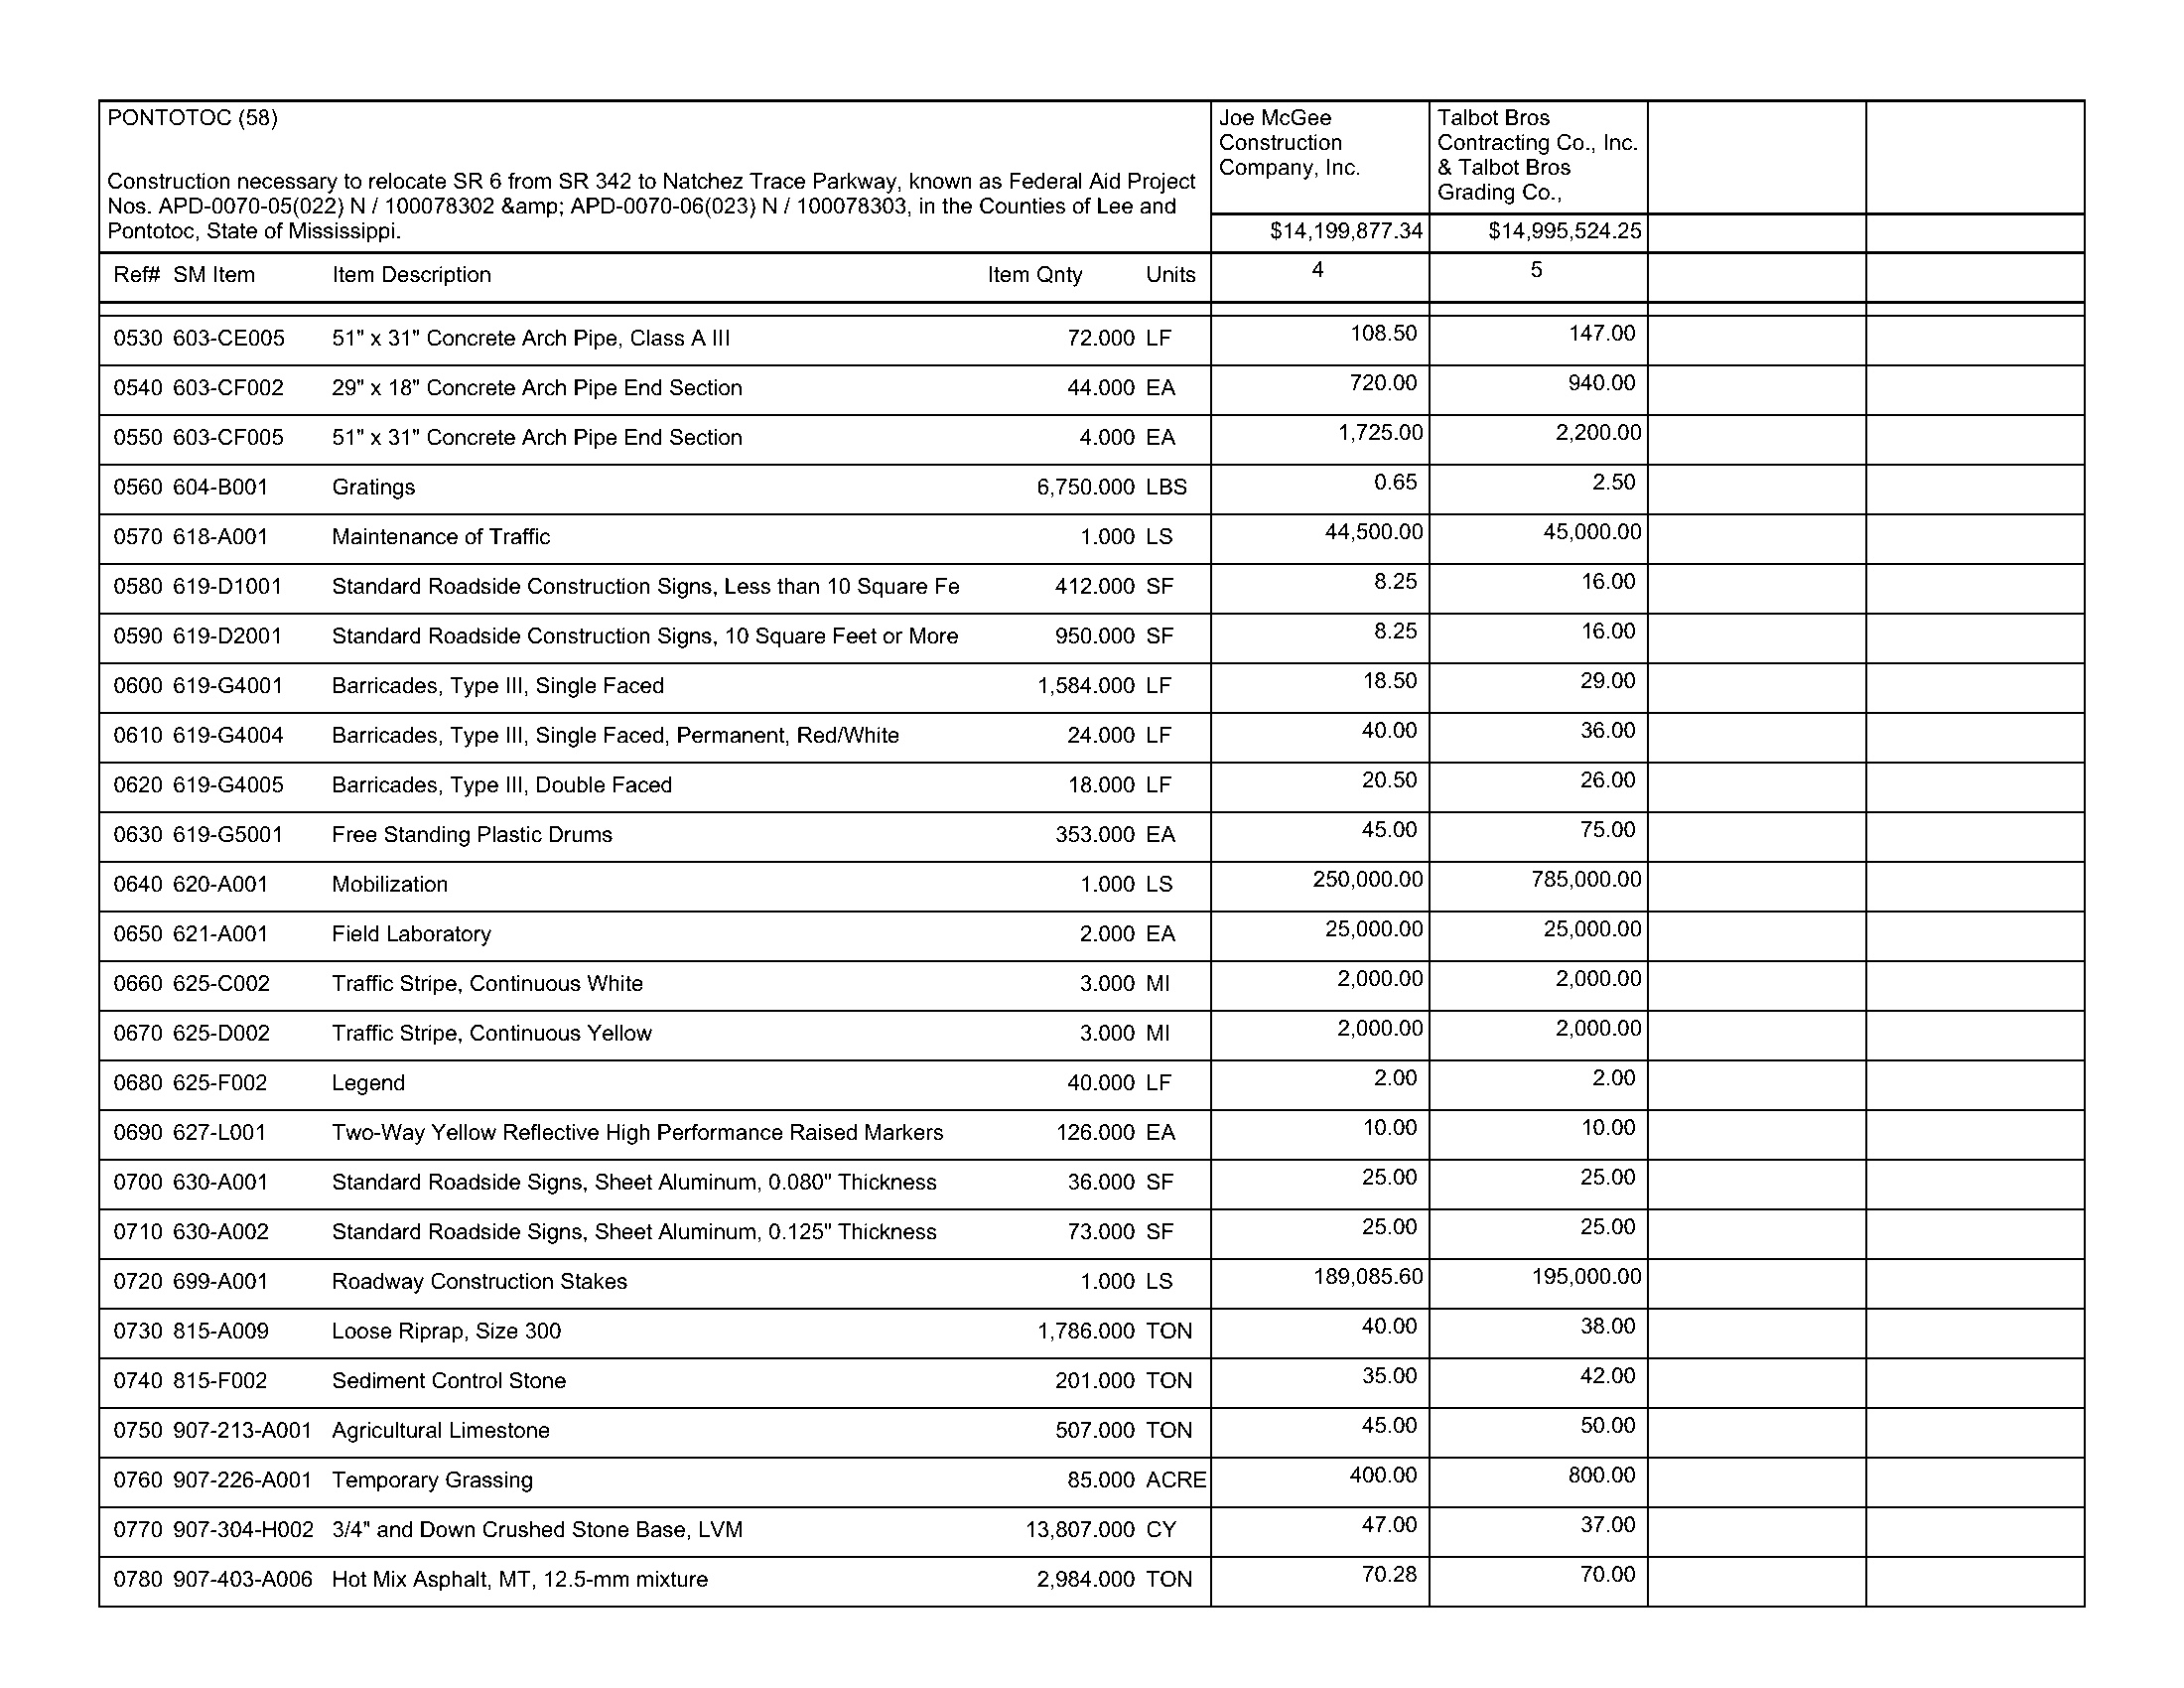 PONTOTOC (58)
Construction necessary to relocate SR 6 from SR 342 to Natchez Trace Parkway, known as Federal Aid Project
Nos. APD-0070-05(022) N / 100078302 &amp; APD-0070-06(023) N / 100078303, in the Counties of Lee and
Pontotoc, State of Mississippi.
Joe McGee
Construction
Company, Inc.
Talbot Bros
Contracting Co., Inc.
& Talbot Bros
Grading Co.,
$14,199,877.34 $14,995,524.25
Ref# SM Item Item Description Item Qnty Units 4 5
0530 603-CE005 51" x 31" Concrete Arch Pipe, Class A III 72.000 LF 108.50 147.00
0540 603-CF002 29" x 18" Concrete Arch Pipe End Section 44.000 EA 720.00 940.00
0550 603-CF005 51" x 31" Concrete Arch Pipe End Section 4.000 EA 1,725.00 2,200.00
0560 604-B001 Gratings 6,750.000 LBS 0.65 2.50
0570 618-A001 Maintenance of Traffic 1.000 LS 44,500.00 45,000.00
0580 619-D1001 Standard Roadside Construction Signs, Less than 10 Square Fe 412.000 SF 8.25 16.00
0590 619-D2001 Standard Roadside Construction Signs, 10 Square Feet or More 950.000 SF 8.25 16.00
0600 619-G4001 Barricades, Type III, Single Faced 1,584.000 LF 18.50 29.00
0610 619-G4004 Barricades, Type III, Single Faced, Permanent, Red/White 24.000 LF 40.00 36.00
0620 619-G4005 Barricades, Type III, Double Faced 18.000 LF 20.50 26.00
0630 619-G5001 Free Standing Plastic Drums 353.000 EA 45.00 75.00
0640 620-A001 Mobilization 1.000 LS 250,000.00 785,000.00
0650 621-A001 Field Laboratory 2.000 EA 25,000.00 25,000.00
0660 625-C002 Traffic Stripe, Continuous White 3.000 MI 2,000.00 2,000.00
0670 625-D002 Traffic Stripe, Continuous Yellow 3.000 MI 2,000.00 2,000.00
0680 625-F002 Legend 40.000 LF 2.00 2.00
0690 627-L001 Two-Way Yellow Reflective High Performance Raised Markers 126.000 EA 10.00 10.00
0700 630-A001 Standard Roadside Signs, Sheet Aluminum, 0.080" Thickness 36.000 SF 25.00 25.00
0710 630-A002 Standard Roadside Signs, Sheet Aluminum, 0.125" Thickness 73.000 SF 25.00 25.00
0720 699-A001 Roadway Construction Stakes 1.000 LS 189,085.60 195,000.00
0730 815-A009 Loose Riprap, Size 300 1,786.000 TON 40.00 38.00
0740 815-F002 Sediment Control Stone 201.000 TON 35.00 42.00
0750 907-213-A001 Agricultural Limestone 507.000 TON 45.00 50.00
0760 907-226-A001 Temporary Grassing 85.000 ACRE 400.00 800.00
0770 907-304-H002 3/4" and Down Crushed Stone Base, LVM 13,807.000 CY 47.00 37.00
0780 907-403-A006 Hot Mix Asphalt, MT, 12.5-mm mixture 2,984.000 TON 70.28 70.00